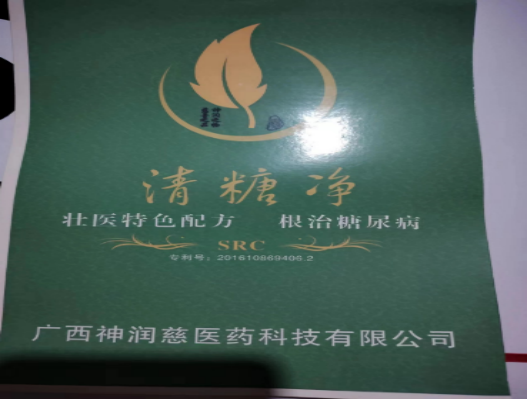 清糖净
壮医特色配方 根治糖尿病
SRC
专利号：201610869406.2
广西神润慈医药科技有限公司